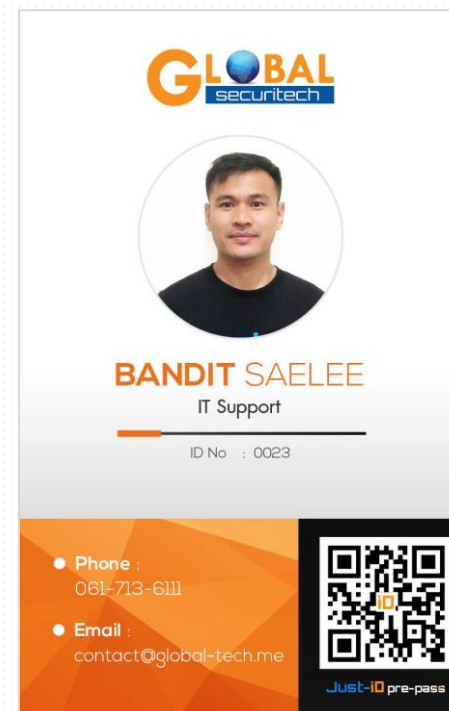 GLOBAL
securitech
BANDIT SAELEE
IT Support
ID No : 0023
Phone :
061-713-6111
Email :
contact@global-tech.me
iD
Just-iD pre-pass